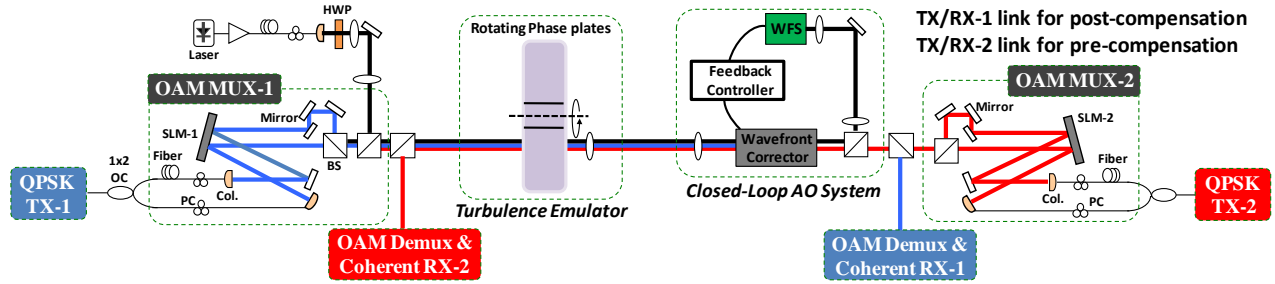 HWP
Laser
OAM MUX-1
Mirror
SLM-1
BS
1x2
OC
Fiber
Col.
PC
QPSK
TX-1
OAM Demux &
Coherent RX-2
Rotating Phase plates
Turbulence Emulator
WFS
Feedback
Controller
Wavefront
Corrector
Closed-Loop AO System
OAM Demux &
Coherent RX-1
TX/RX-1 link for post-compensation
TX/RX-2 link for pre-compensation
OAM MUX-2
Mirror
SLM-2
Fiber
Col.
PC
QPSK
TX-2